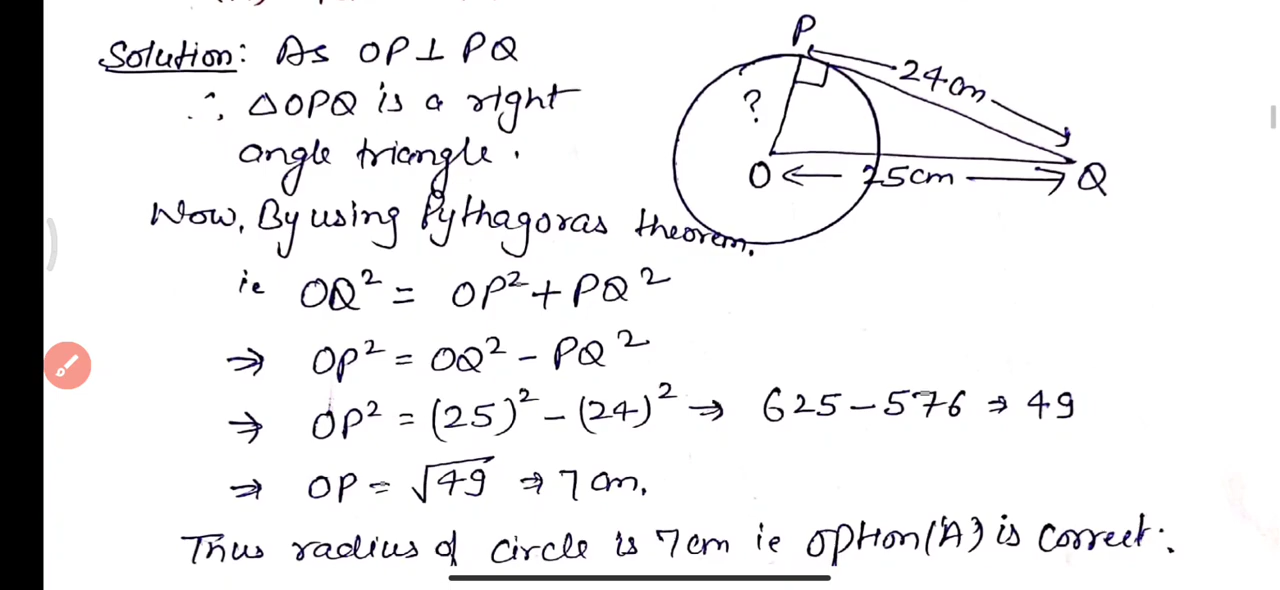 Solution: As OP⊥ PQ
∴ △OPQ is a right
angle triangle.
P
24cm
?
O
25cm
Q
Now, By using Pythagoras theorem.
ie OQ² = OP² + PQ²
⇒ OP² = OQ² - PQ²
⇒ OP² = (25)² - (24)² ⇒ 625 - 576 ⇒ 49
⇒ OP = √49 ⇒ 7 cm.
Thus radius of circle is 7cm ie option (A) is correct.